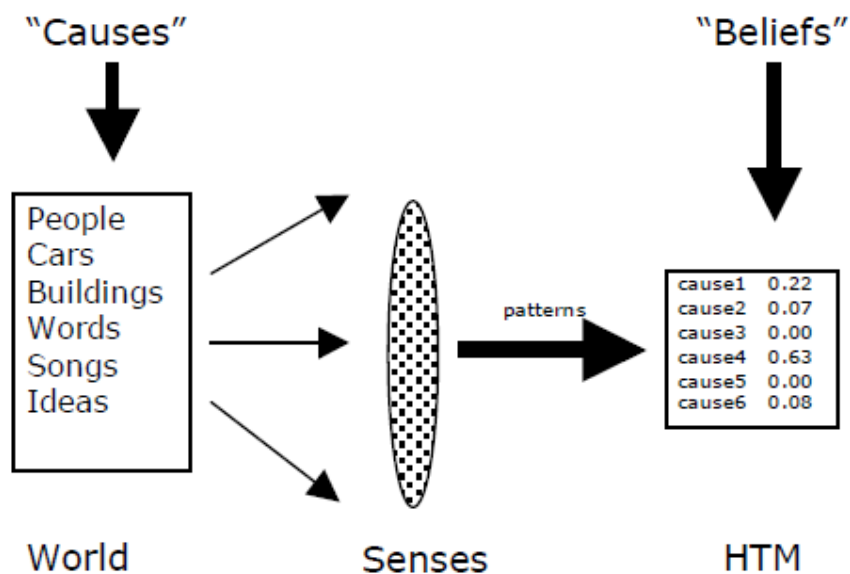 “Causes”
“Beliefs”
People
Cars
Buildings
Words
Songs
Ideas
patterns
cause1 0.22
cause2 0.07
cause3 0.00
cause4 0.63
cause5 0.00
cause6 0.08
World
Senses
HTM